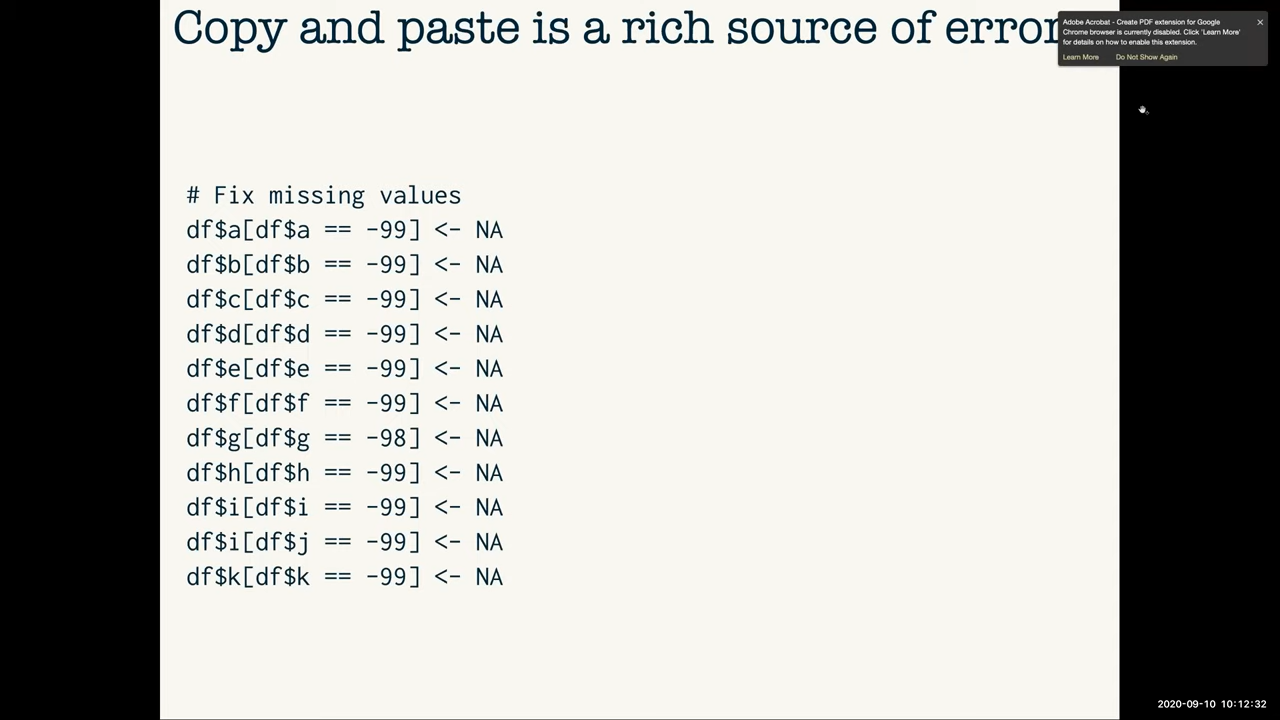 Copy and paste is a rich source of error
Adobe Acrobat - Create PDF extension for Google
Chrome browser is currently disabled. Click 'Learn More'
for details on how to enable this extension.
Learn More Do Not Show Again
# Fix missing values
df$a[df$a == -99] <- NA
df$b[df$b == -99] <- NA
df$c[df$c == -99] <- NA
df$d[df$d == -99] <- NA
df$e[df$e == -99] <- NA
df$f[df$f == -99] <- NA
df$g[df$g == -98] <- NA
df$h[df$h == -99] <- NA
df$i[df$i == -99] <- NA
df$i[df$j == -99] <- NA
df$k[df$k == -99] <- NA
2020-09-10 10:12:32